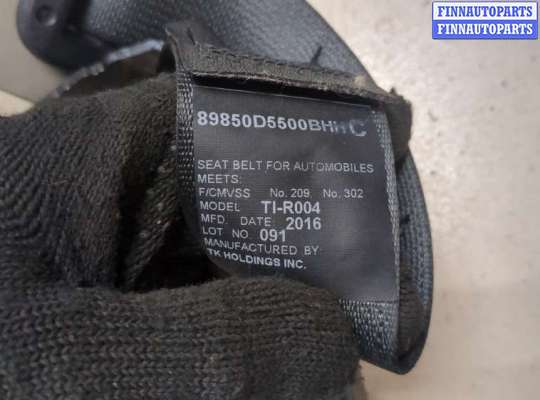 FINNAUTOPARTS
FINNAUTOPARTS
SEAT BELT FOR AUTOMOBILES
MEETS:
F/CMVSS No. 209, No. 302
MODEL TI-R004
MFD. DATE 2016
LOT NO. 091
MANUFACTURED BY
TK HOLDINGS INC.